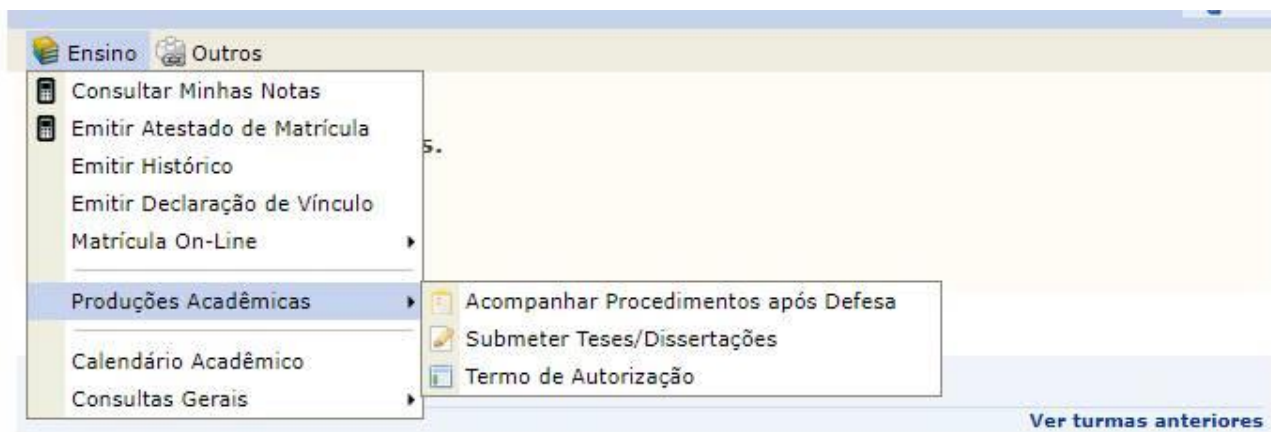 Ensino Outros
Consultar Minhas Notas
Emitir Atestado de Matrícula
s.
Emitir Histórico
Emitir Declaração de Vínculo
Matrícula On-Line
Produções Acadêmicas
Acompanhar Procedimentos após Defesa
Submeter Teses/Dissertações
Termo de Autorização
Calendário Acadêmico
Consultas Gerais
Ver turmas anteriores